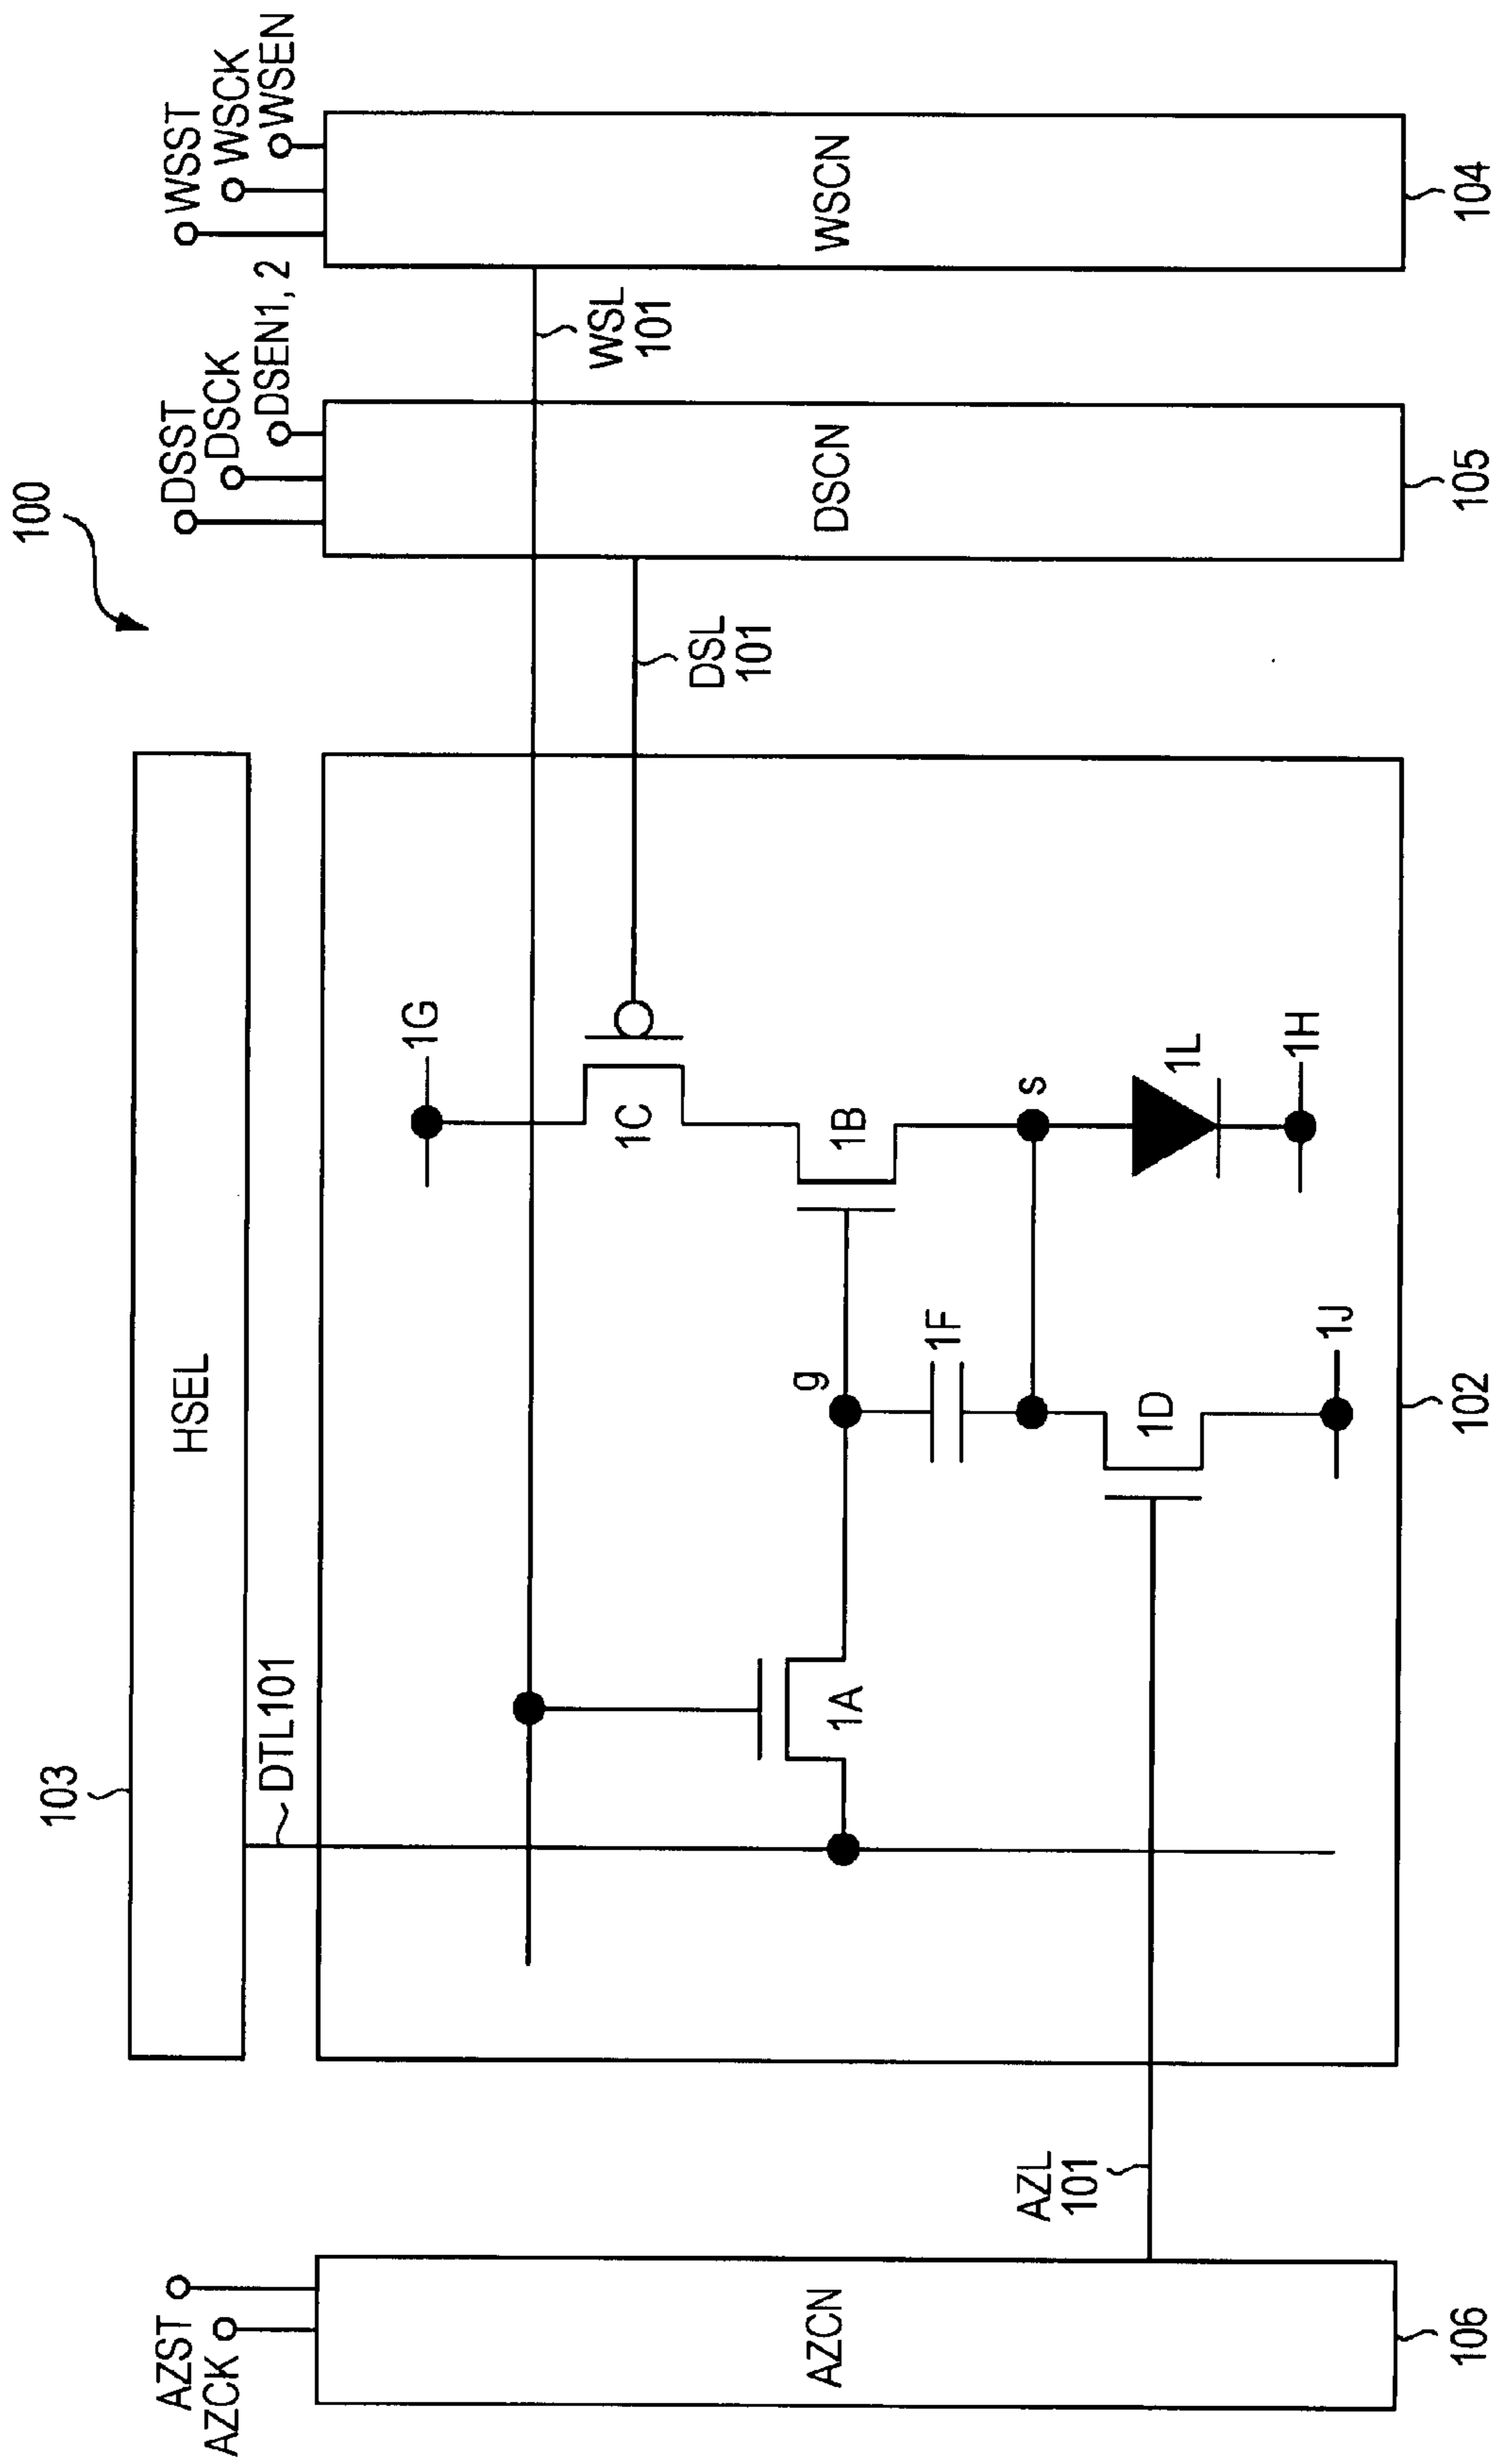 100
103
HSEL
DTL101
AZST
AZCK
DSST
DSCK
DSEN1, 2
WSST
WSCK
WSEN
AZCN
1G
1C
DSL
101
WSL
101
DSCN
WSCN
1A
g
1B
1F
s
1D
1L
AZL
101
1J
1H
106
102
105
104